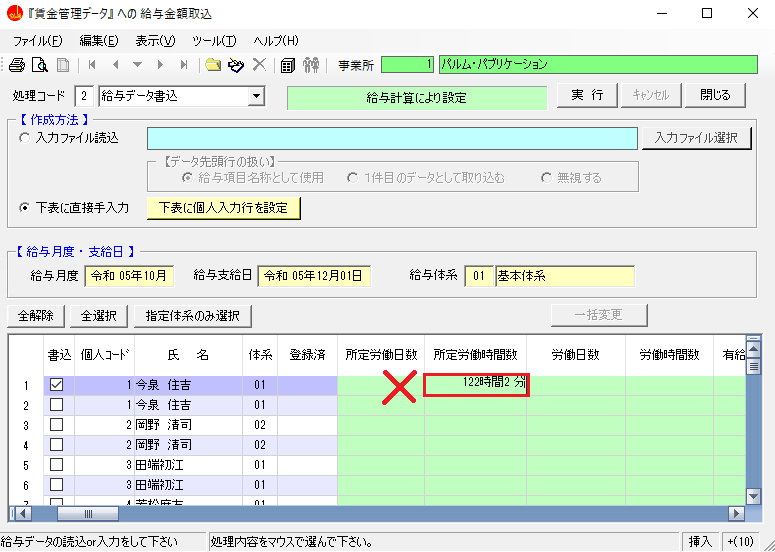 『賃金管理データ』への 給与金額取込
ファイル(F) 編集(E) 表示(V) ツール(T) ヘルプ(H)
事業所 1 パルム・パブリケーション
処理コード 2 給与データ書込 給与計算により設定 実 行 キャンセル 閉じる
【 作成方法 】
入力ファイル読込 入力ファイル選択
【データ先頭行の扱い】
給与項目名称として使用 1件目のデータとして取り込む 無視する
下表に直接手入力 下表に個人入力行を設定
【 給与月度・支給日 】
給与月度 令和 05年10月 給与支給日 令和 05年12月01日 給与体系 01 基本体系
全解除 全選択 指定体系のみ選択 一括変更
書込 個人コード 氏 名 体系 登録済 所定労働日数 所定労働時間数 労働日数 労働時間数 有給
1 1 今泉 住吉 01 122時間2 分
2 1 今泉 住吉 01
3 2 岡野 清司 02
4 2 岡野 清司 02
5 3 田端初江 01
6 3 田端初江 01
給与データの読込or入力をして下さい 処理内容をマウスで選んで下さい。 挿入 +(10)